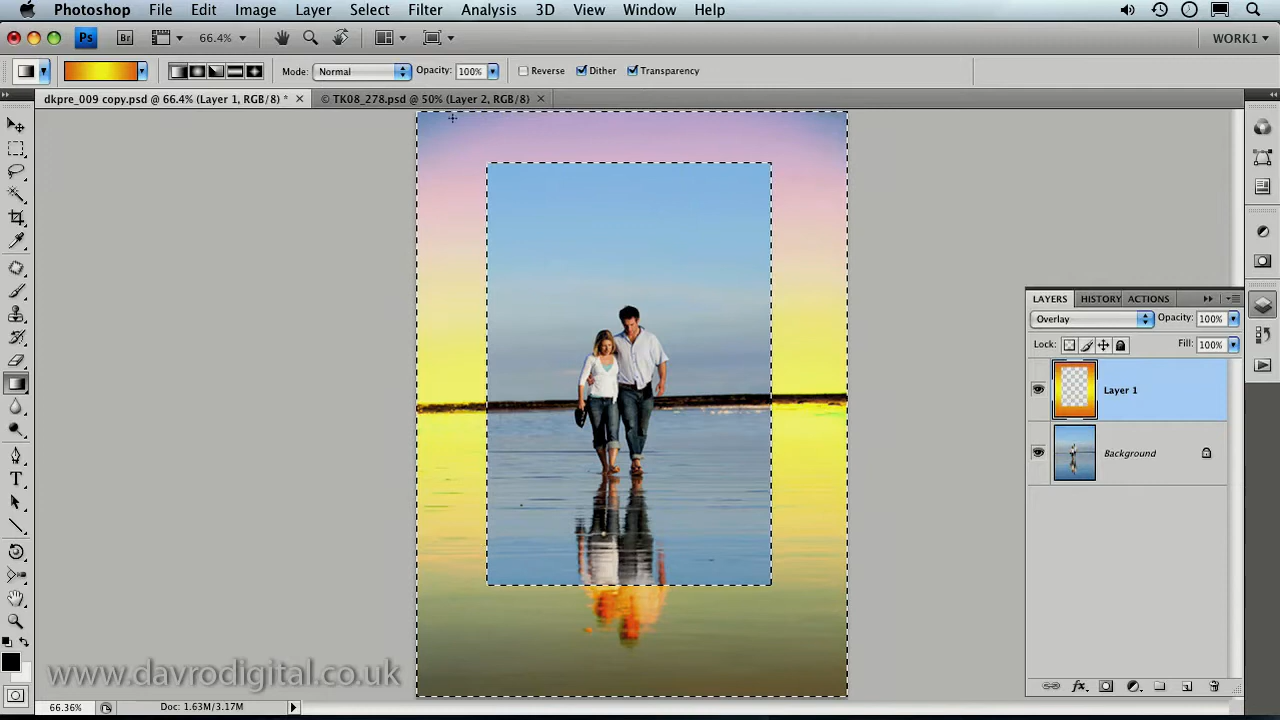 Photoshop File Edit Image Layer Select Filter Analysis 3D View Window Help
Ps Br 66.4% WORK1
Mode: Normal Opacity: 100% Reverse Dither Transparency
dkpre_009 copy.psd @ 66.4% (Layer 1, RGB/8) * © TK08_278.psd @ 50% (Layer 2, RGB/8)
LAYERS HISTORY ACTIONS
Overlay Opacity: 100%
Lock: Fill: 100%
Layer 1
Background
fx
T
www.davrodigital.co.uk
66.36% Doc: 1.63M/3.17M